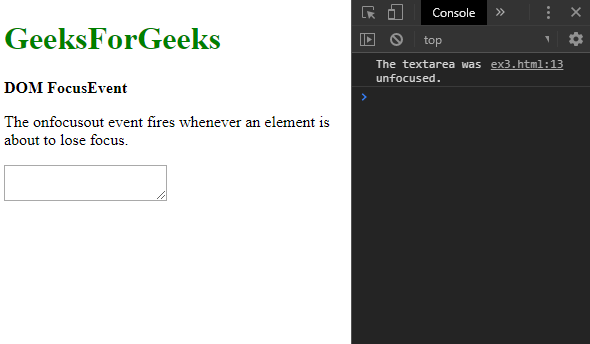 GeeksForGeeks
DOM FocusEvent
The onfocusout event fires whenever an element is
about to lose focus.
Console
top
The textarea was ex3.html:13
unfocused.